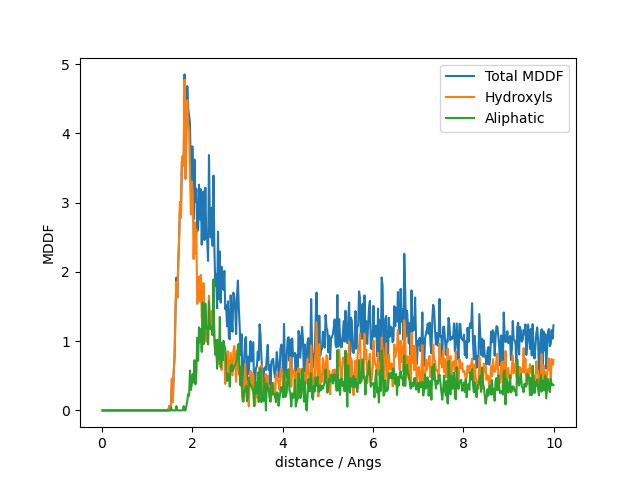 Total MDDF
Hydroxyls
Aliphatic
MDDF
5
4
3
2
1
0
0 2 4 6 8 10
distance / Angs